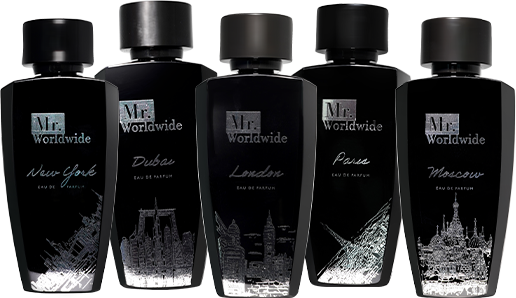 Mr.
Worldwide
New York
EAU DE PARFUM
Mr.
Worldwide
Dubai
EAU DE PARFUM
Mr.
Worldwide
London
EAU DE PARFUM
Mr.
Worldwide
Paris
EAU DE PARFUM
Mr.
Worldwide
Moscow
EAU DE PARFUM